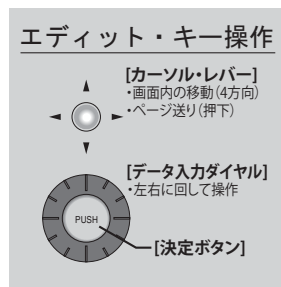 エディット・キー操作
[カーソル・レバー]
・画面内の移動(4方向)
・ページ送り(押下)
[データ入力ダイヤル]
・左右に回して操作
PUSH
[決定ボタン]